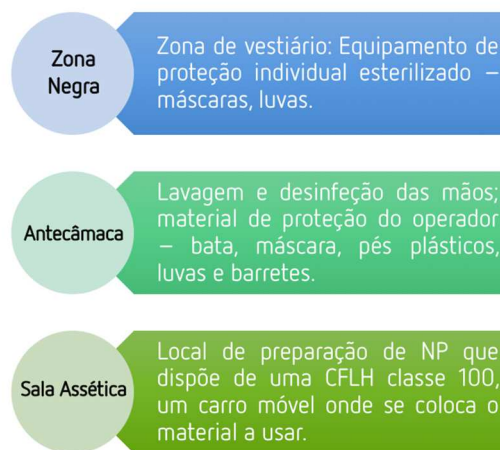 Zona
Negra
Zona de vestiário: Equipamento de
proteção individual esterilizado –
máscaras, luvas.
Antecâmaca
Lavagem e desinfeção das mãos;
material de proteção do operador
– bata, máscara, pés plásticos,
luvas e barretes.
Sala Assética
Local de preparação de NP que
dispõe de uma CFLH classe 100,
um carro móvel onde se coloca o
material a usar.